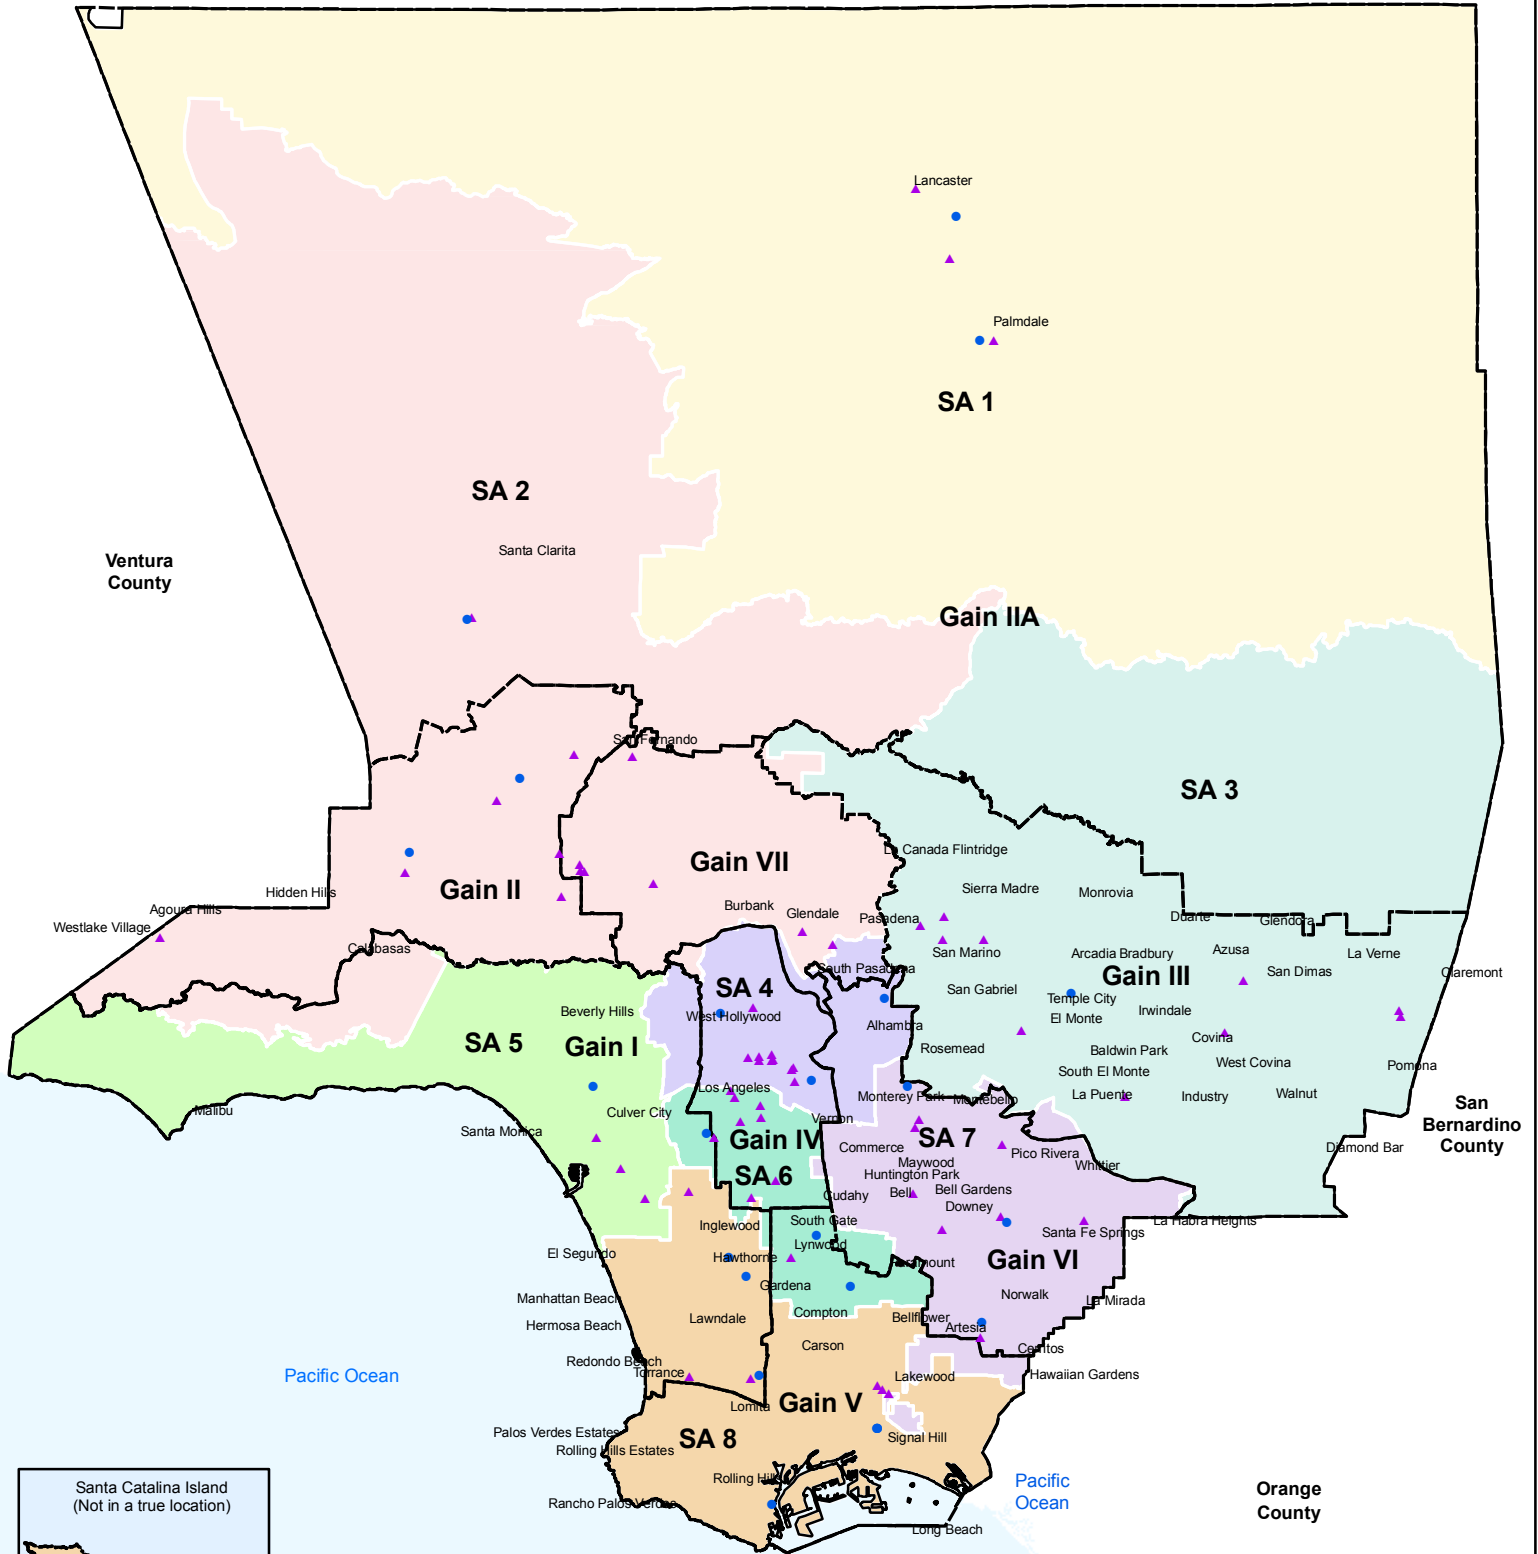 Lancaster
Palmdale
SA 1
SA 2
Santa Clarita
Ventura
County
Gain IIA
San Fernando
SA 3
La Canada Flintridge
Gain VII
Gain II
Sierra Madre
Monrovia
Hidden Hills
Agoura Hills
Westlake Village
Burbank
Glendale
Pasadena
Duarte
Glendora
Calabasas
San Marino
Arcadia Bradbury
Azusa
La Verne
South Pasadena
Gain III
San Dimas
Claremont
SA 4
San Gabriel
Temple City
Beverly Hills
West Hollywood
El Monte
Irwindale
Alhambra
SA 5
Gain I
Rosemead
Baldwin Park
Covina
West Covina
South El Monte
Pomona
Los Angeles
Monterey Park
Montebello
La Puente
Industry
Walnut
Malibu
Culver City
Vernon
San
Bernardino
County
Santa Monica
Gain IV
SA 7
Commerce
Pico Rivera
Diamond Bar
Maywood
Whittier
SA 6
Huntington Park
Cudahy
Bell
Bell Gardens
Downey
Inglewood
South Gate
La Habra Heights
Santa Fe Springs
Lynwood
El Segundo
Hawthorne
Paramount
Gain VI
Gardena
Manhattan Beach
Norwalk
La Mirada
Compton
Hermosa Beach
Lawndale
Bellflower
Artesia
Carson
Cerritos
Redondo Beach
Torrance
Pacific Ocean
Lakewood
Hawaiian Gardens
Lomita
Gain V
Palos Verdes Estates
SA 8
Signal Hill
Rolling Hills Estates
Rolling Hills
Santa Catalina Island
(Not in a true location)
Pacific
Ocean
Orange
County
Rancho Palos Verdes
Long Beach